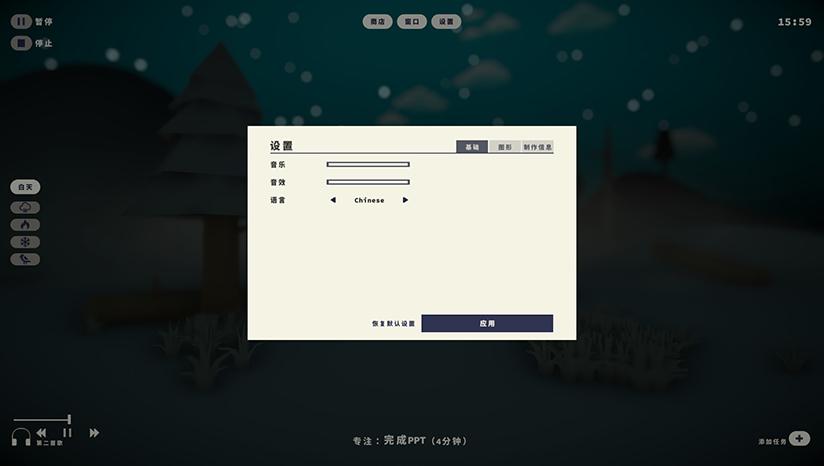 暂停
停止
商店 窗口 设置
15:59
设置
基础 图形 制作信息
音乐
音效
语言 Chinese
恢复默认设置 应用
白天
第二首歌
专注：完成PPT（4分钟）
添加任务